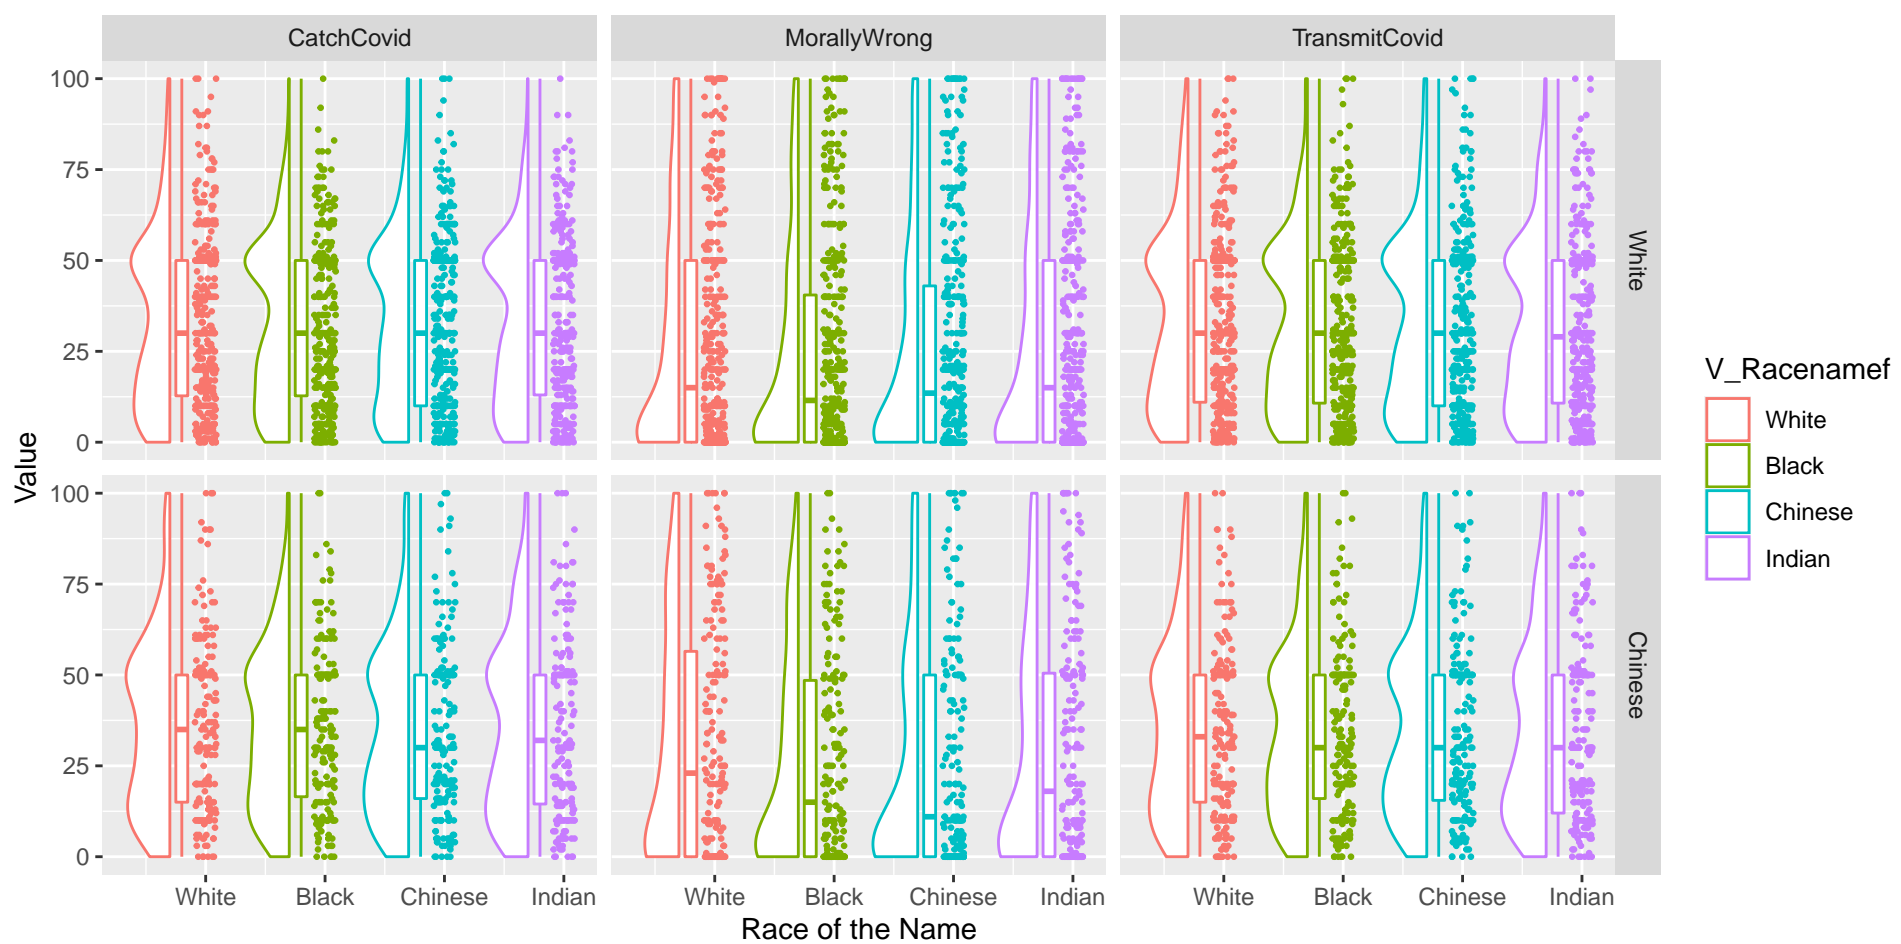 CatchCovid MorallyWrong TransmitCovid
100
75
50
25
0
White
100
75
50
25
0
Chinese
Value
White Black Chinese Indian White Black Chinese Indian White Black Chinese Indian
Race of the Name
V_Racenamef
White
Black
Chinese
Indian